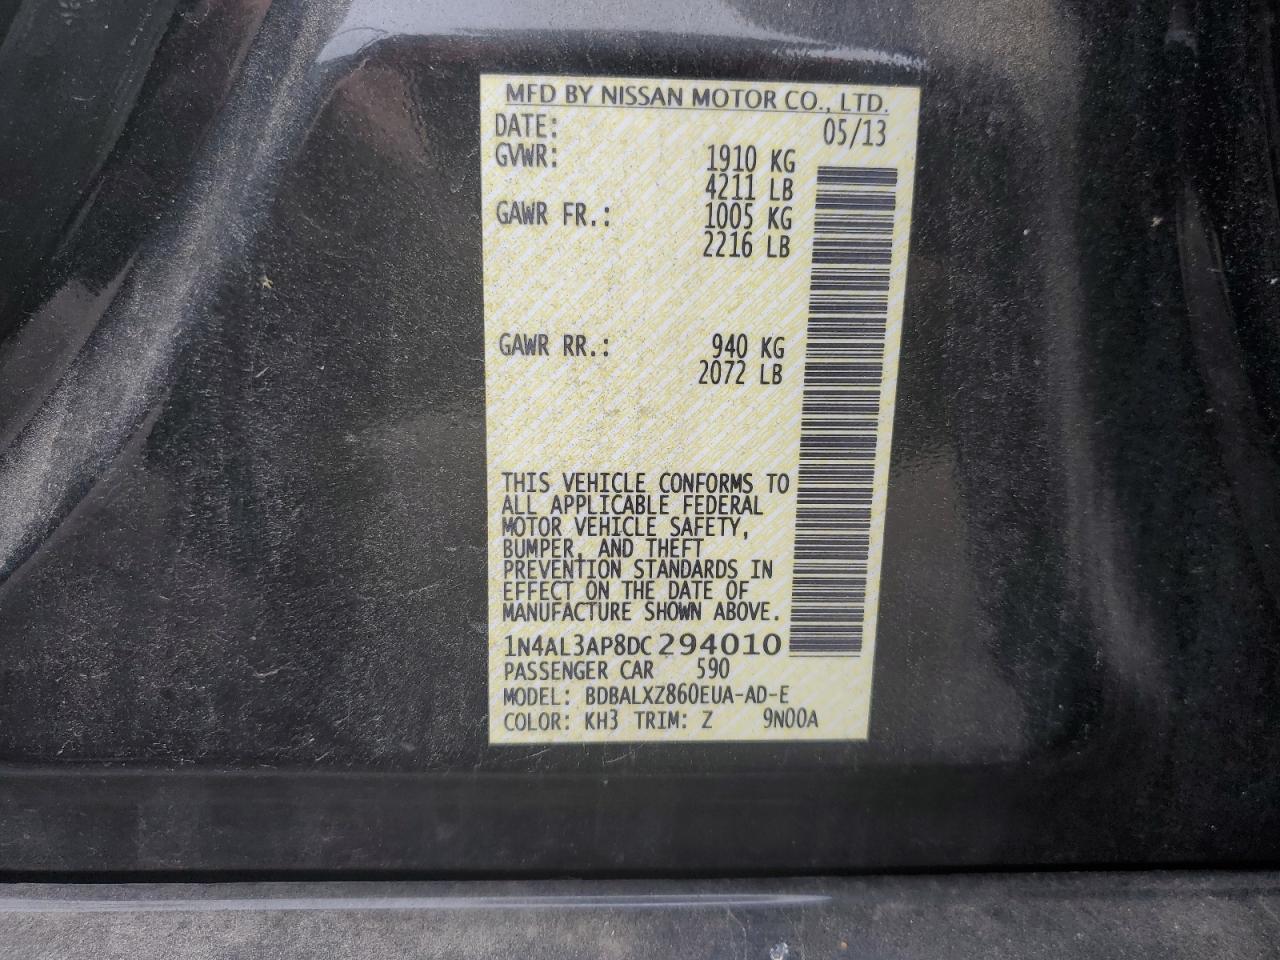 MFD BY NISSAN MOTOR CO., LTD.
DATE: 05/13
GVWR: 1910 KG
4211 LB
GAWR FR.: 1005 KG
2216 LB
GAWR RR.: 940 KG
2072 LB
THIS VEHICLE CONFORMS TO
ALL APPLICABLE FEDERAL
MOTOR VEHICLE SAFETY,
BUMPER, AND THEFT
PREVENTION STANDARDS IN
EFFECT ON THE DATE OF
MANUFACTURE SHOWN ABOVE.
1N4AL3AP8DC294010
PASSENGER CAR 590
MODEL: BDBALXZ860EUA-AD-E
COLOR: KH3 TRIM: Z 9N00A